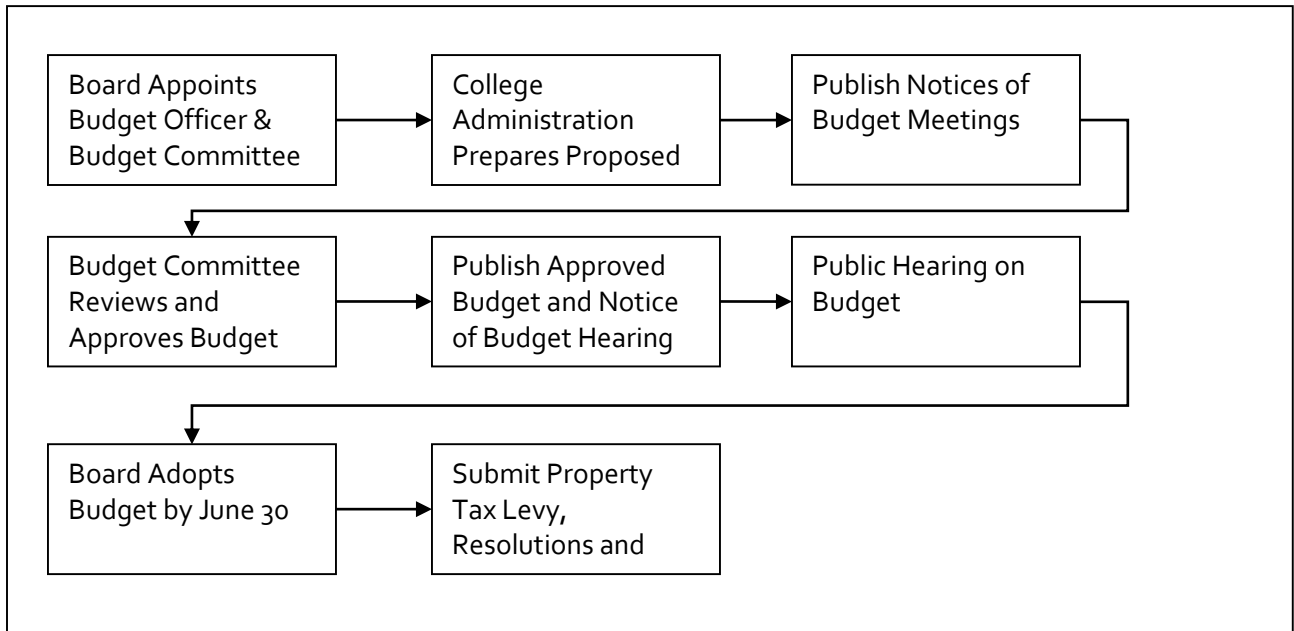 Board Appoints
Budget Officer &
Budget Committee
College
Administration
Prepares Proposed
Publish Notices of
Budget Meetings
Budget Committee
Reviews and
Approves Budget
Publish Approved
Budget and Notice
of Budget Hearing
Public Hearing on
Budget
Board Adopts
Budget by June 30
Submit Property
Tax Levy,
Resolutions and